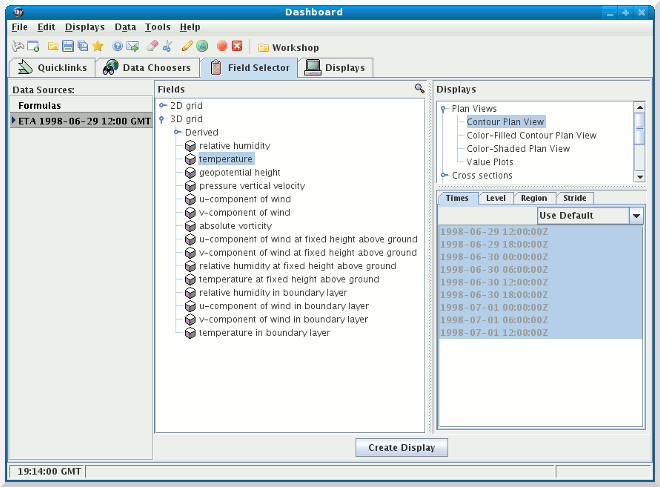 Dashboard
File Edit Displays Data Tools Help
Workshop
Quicklinks Data Choosers Field Selector Displays
Data Sources:
Formulas
ETA 1998-06-29 12:00 GMT
Fields
2D grid
3D grid
Derived
relative humidity
temperature
geopotential height
pressure vertical velocity
u-component of wind
v-component of wind
absolute vorticity
u-component of wind at fixed height above ground
v-component of wind at fixed height above ground
relative humidity at fixed height above ground
temperature at fixed height above ground
relative humidity in boundary layer
u-component of wind in boundary layer
v-component of wind in boundary layer
temperature in boundary layer
Displays
Plan Views
Contour Plan View
Color-Filled Contour Plan View
Color-Shaded Plan View
Value Plots
Cross sections
Times Level Region Stride
Use Default
1998-06-29 12:00:00Z
1998-06-29 18:00:00Z
1998-06-30 00:00:00Z
1998-06-30 06:00:00Z
1998-06-30 12:00:00Z
1998-06-30 18:00:00Z
1998-07-01 00:00:00Z
1998-07-01 06:00:00Z
1998-07-01 12:00:00Z
Create Display
19:14:00 GMT